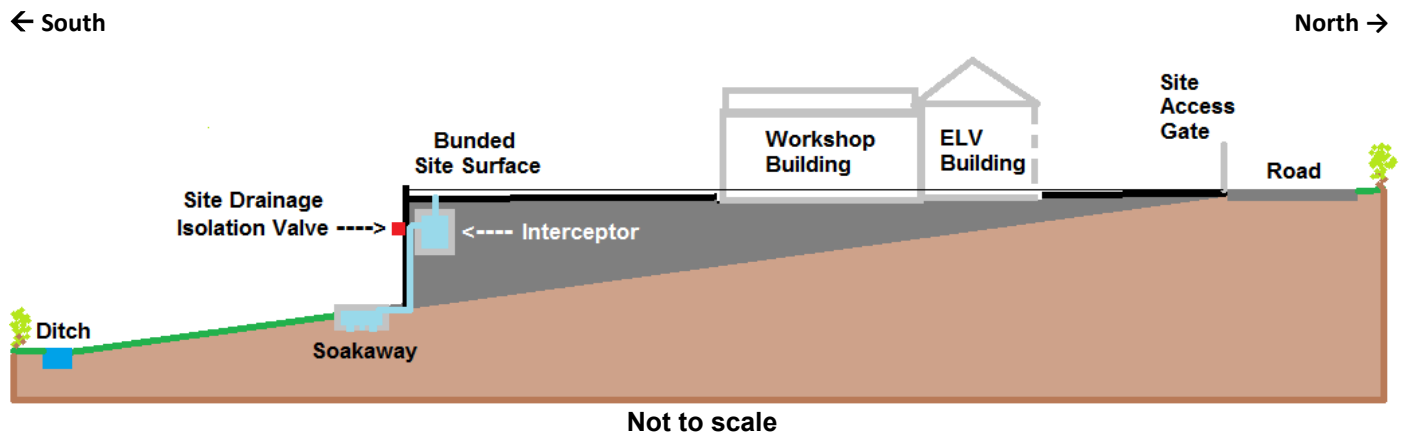 ← South
North →
Site
Access
Gate
Bunded
Site Surface
Workshop
Building
ELV
Building
Road
Site Drainage
Isolation Valve ---->
<---- Interceptor
Ditch
Soakaway
Not to scale